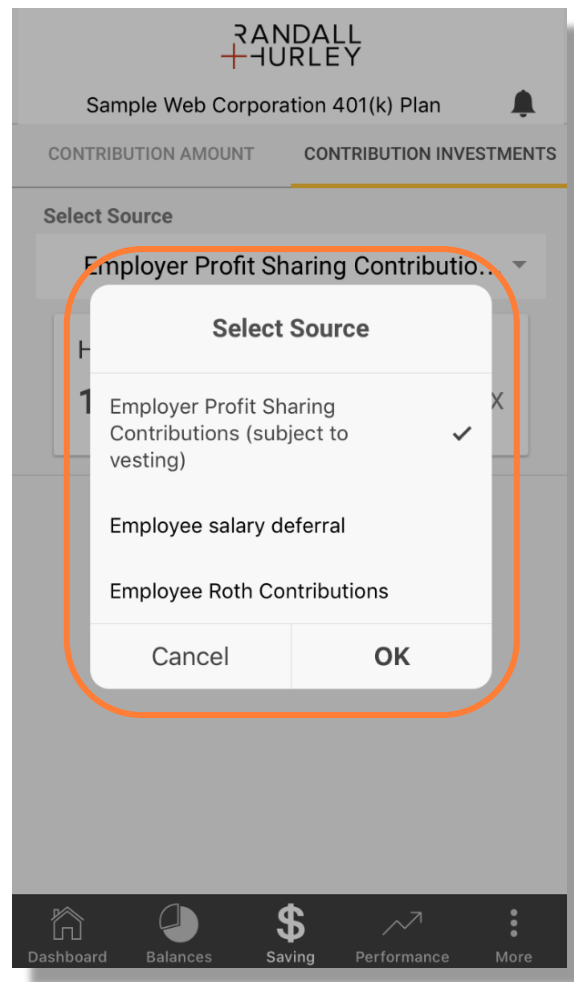 RANDALL
HURLEY
Sample Web Corporation 401(k) Plan
CONTRIBUTION AMOUNT CONTRIBUTION INVESTMENTS
Select Source
Employer Profit Sharing Contributio...
Select Source
Employer Profit Sharing
Contributions (subject to
vesting)
Employee salary deferral
Employee Roth Contributions
Cancel OK
Dashboard Balances Saving Performance More